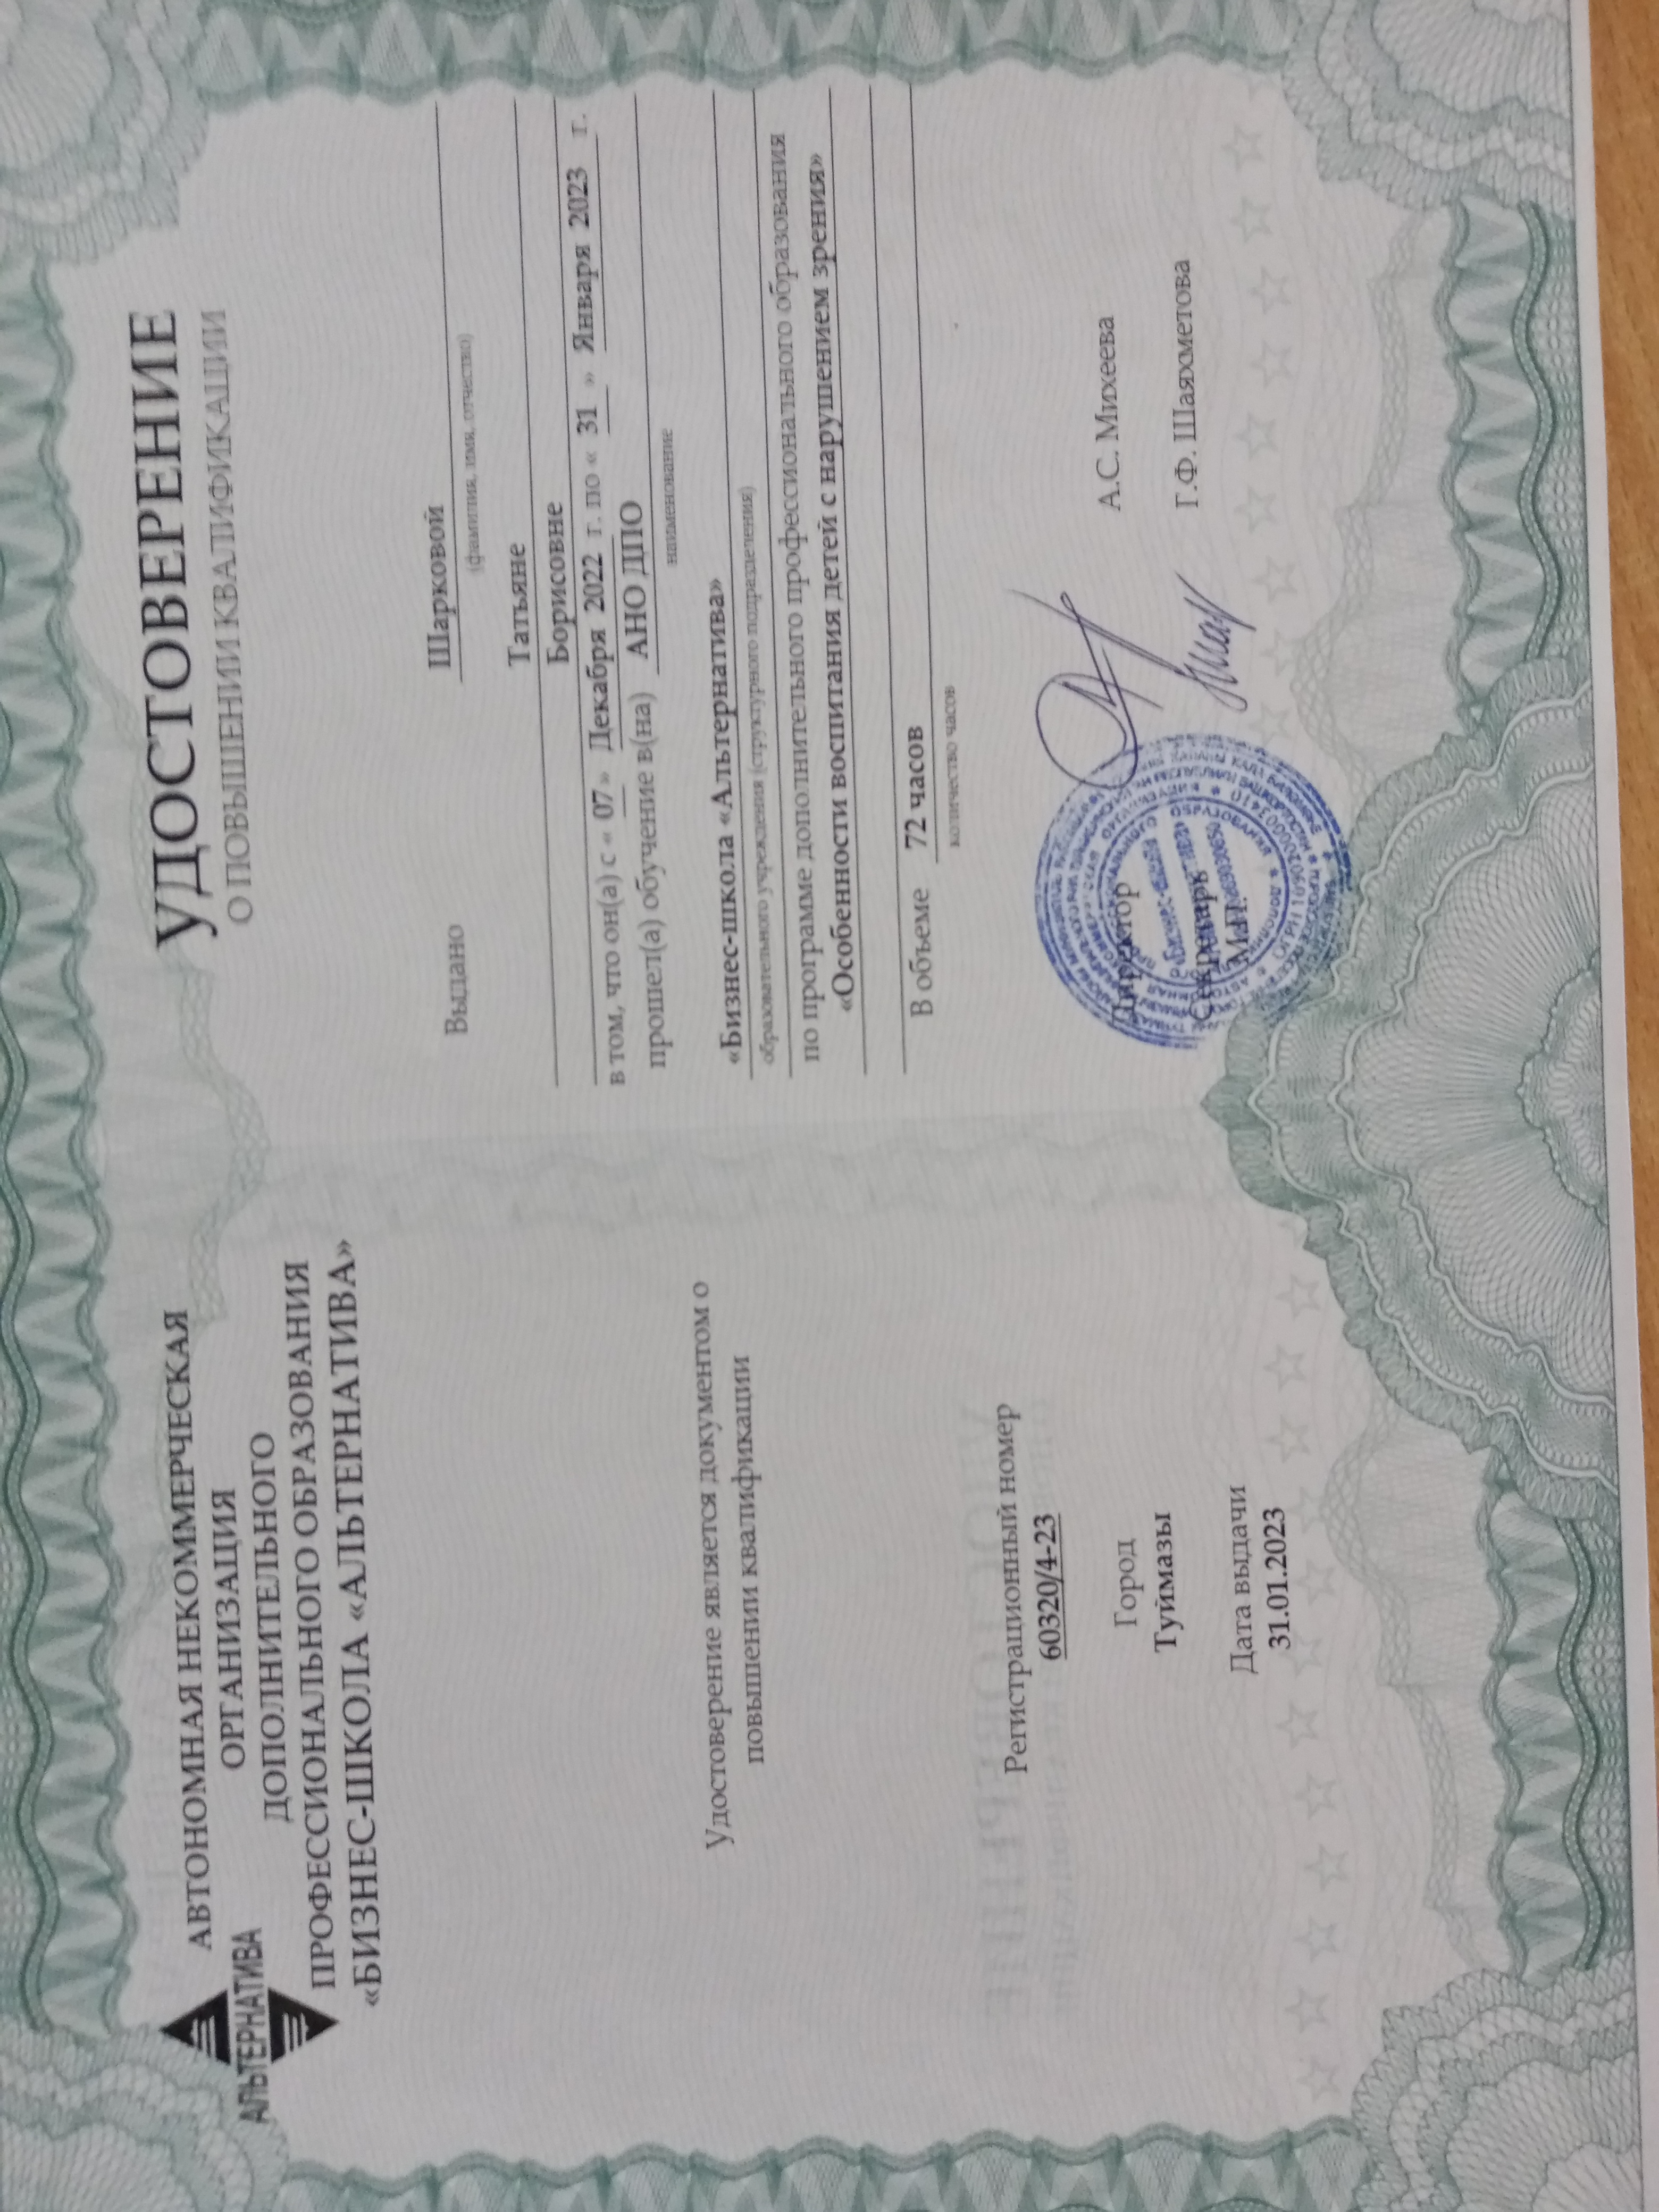 АЛЬТЕРНАТИВА
АВТОНОМНАЯ НЕКОММЕРЧЕСКАЯ
ОРГАНИЗАЦИЯ
ДОПОЛНИТЕЛЬНОГО
ПРОФЕССИОНАЛЬНОГО ОБРАЗОВАНИЯ
«БИЗНЕС-ШКОЛА «АЛЬТЕРНАТИВА»
Удостоверение является документом о
повышении квалификации
Регистрационный номер
60320/4-23
Город
Туймазы
Дата выдачи
31.01.2023
УДОСТОВЕРЕНИЕ
О ПОВЫШЕНИИ КВАЛИФИКАЦИИ
Выдано Шарковой
(фамилия, имя, отчество)
Татьяне
Борисовне
в том, что он(а) с « 07 » Декабря 2022 г. по « 31 » Января 2023 г.
прошел(а) обучение в(на) АНО ДПО
наименование
«Бизнес-школа «Альтернатива»
образовательного учреждения (структурного подразделения)
по программе дополнительного профессионального образования
«Особенности воспитания детей с нарушением зрения»
В объеме 72 часов
количество часов
Директор А.С. Михеева
Секретарь Г.Ф. Шаяхметова
М.П.